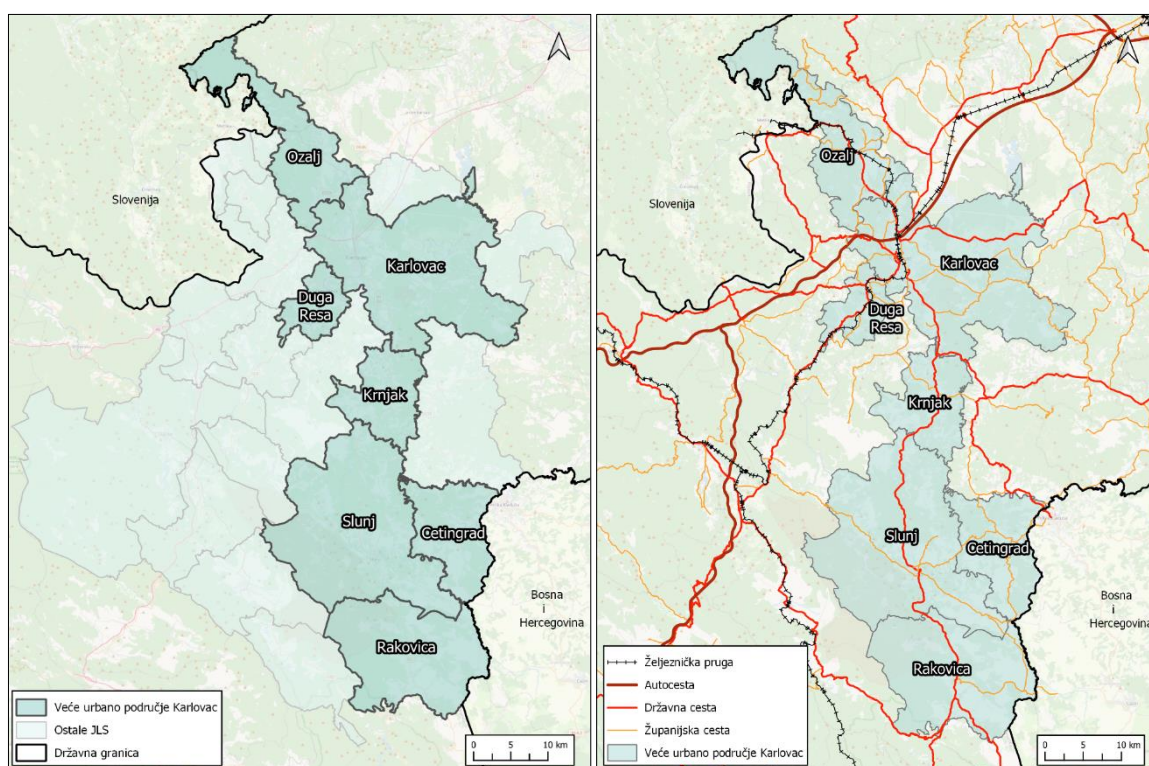 Slovenija
Ozalj
Karlovac
Duga
Resa
Krnjak
Slunj
Cetingrad
Rakovica
Bosna
i
Hercegovina
Veće urbano područje Karlovac
Ostale JLS
Državna granica
0 5 10 km
Slovenija
Ozalj
Karlovac
Duga
Resa
Krnjak
Slunj
Cetingrad
Rakovica
Bosna
i
Hercegovina
Željeznička pruga
Autocesta
Državna cesta
Županijska cesta
Veće urbano područje Karlovac
0 5 10 km